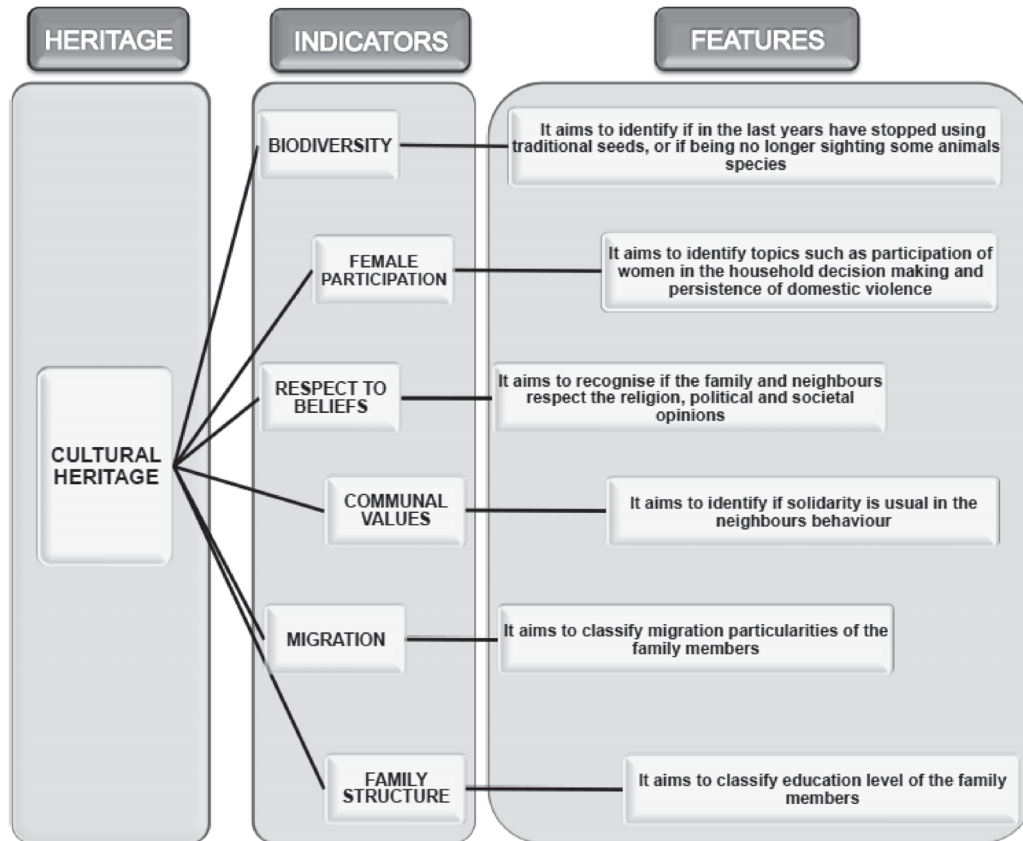 HERITAGE
INDICATORS
FEATURES
CULTURAL
HERITAGE
BIODIVERSITY
It aims to identify if in the last years have stopped using
traditional seeds, or if being no longer sighting some animals
species
FEMALE
PARTICIPATION
It aims to identify topics such as participation of
women in the household decision making and
persistence of domestic violence
RESPECT TO
BELIEFS
It aims to recognise if the family and neighbours
respect the religion, political and societal
opinions
COMMUNAL
VALUES
It aims to identify if solidarity is usual in the
neighbours behaviour
MIGRATION
It aims to classify migration particularities of the
family members
FAMILY
STRUCTURE
It aims to classify education level of the family
members